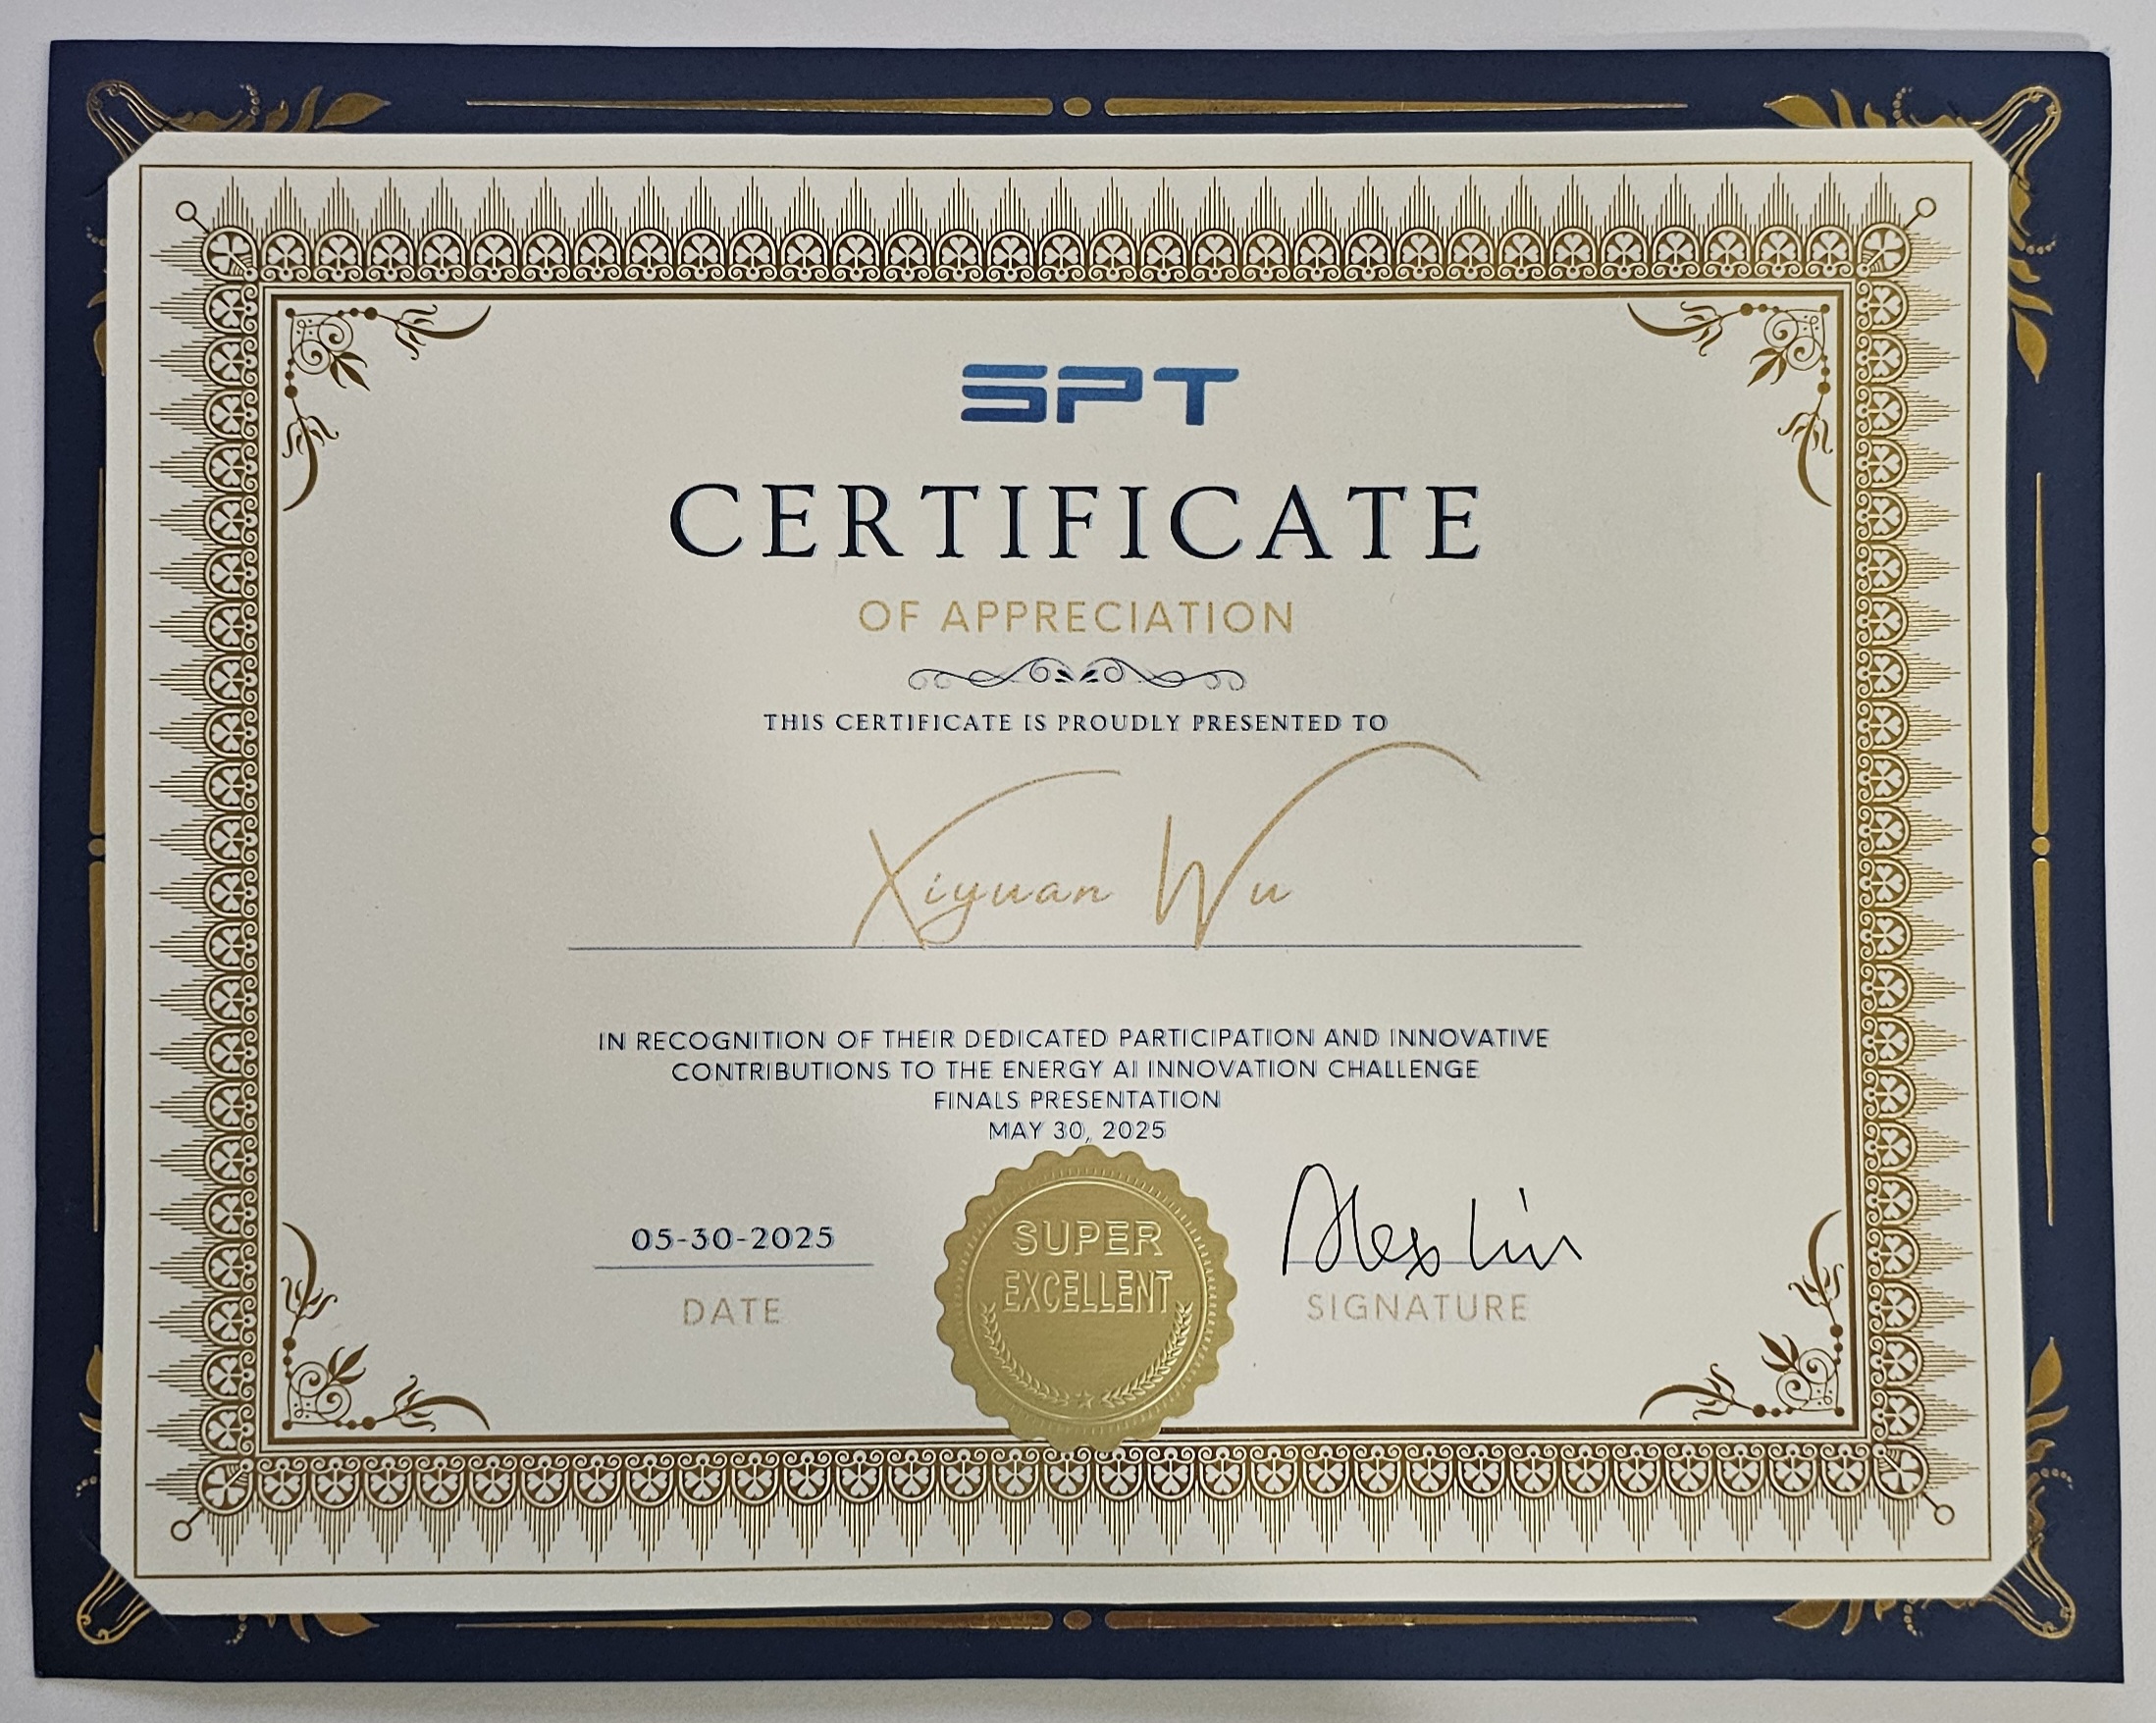 SPT
CERTIFICATE
OF APPRECIATION
THIS CERTIFICATE IS PROUDLY PRESENTED TO
Xiyuan Wu
IN RECOGNITION OF THEIR DEDICATED PARTICIPATION AND INNOVATIVE
CONTRIBUTIONS TO THE ENERGY AI INNOVATION CHALLENGE
FINALS PRESENTATION
MAY 30, 2025
05-30-2025
DATE
SUPER
EXCELLENT
Alex Lin
SIGNATURE